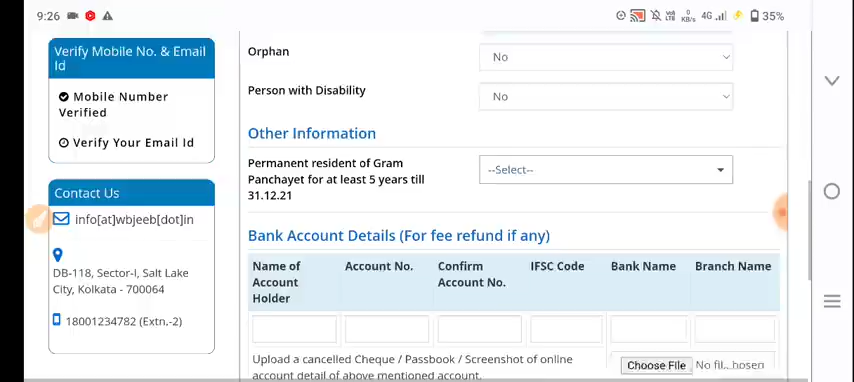 9:26
0 KB/s 4G 35%
Verify Mobile No. & Email
Id
Mobile Number
Verified
Verify Your Email Id
Contact Us
info[at]wbjeeb[dot]in
DB-118, Sector-I, Salt Lake
City, Kolkata - 700064
18001234782 (Extn,-2)
Orphan
No
Person with Disability
No
Other Information
Permanent resident of Gram
Panchayet for at least 5 years till
31.12.21
--Select--
Bank Account Details (For fee refund if any)
Name of
Account
Holder
Account No.
Confirm
Account No.
IFSC Code
Bank Name
Branch Name
Upload a cancelled Cheque / Passbook / Screenshot of online
account detail of above mentioned account.
Choose File No